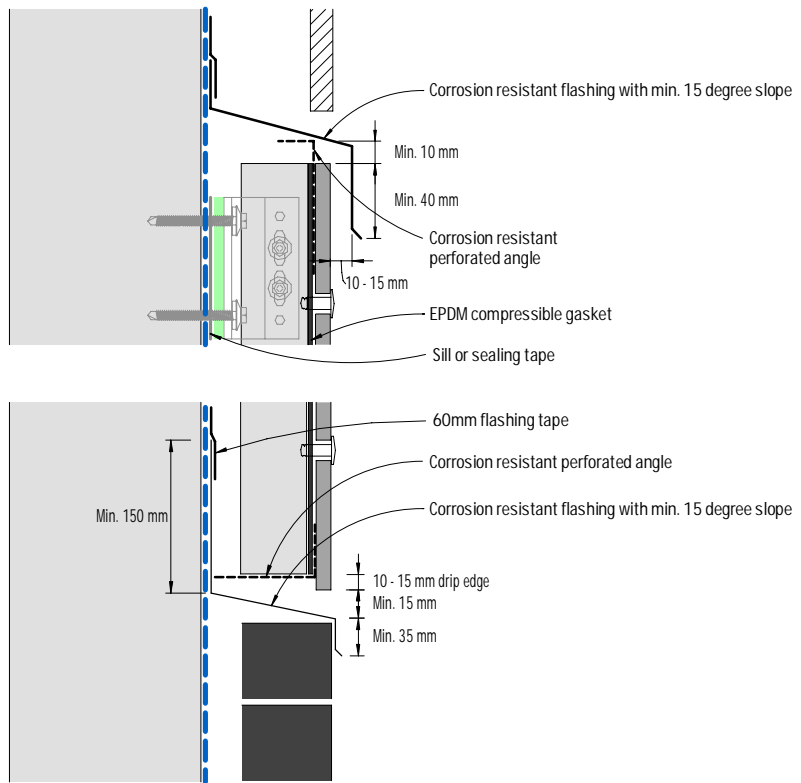 Corrosion resistant flashing with min. 15 degree slope
Min. 10 mm
Min. 40 mm
Corrosion resistant
perforated angle
10 - 15 mm
EPDM compressible gasket
Sill or sealing tape
60mm flashing tape
Corrosion resistant perforated angle
Corrosion resistant flashing with min. 15 degree slope
Min. 150 mm
10 - 15 mm drip edge
Min. 15 mm
Min. 35 mm